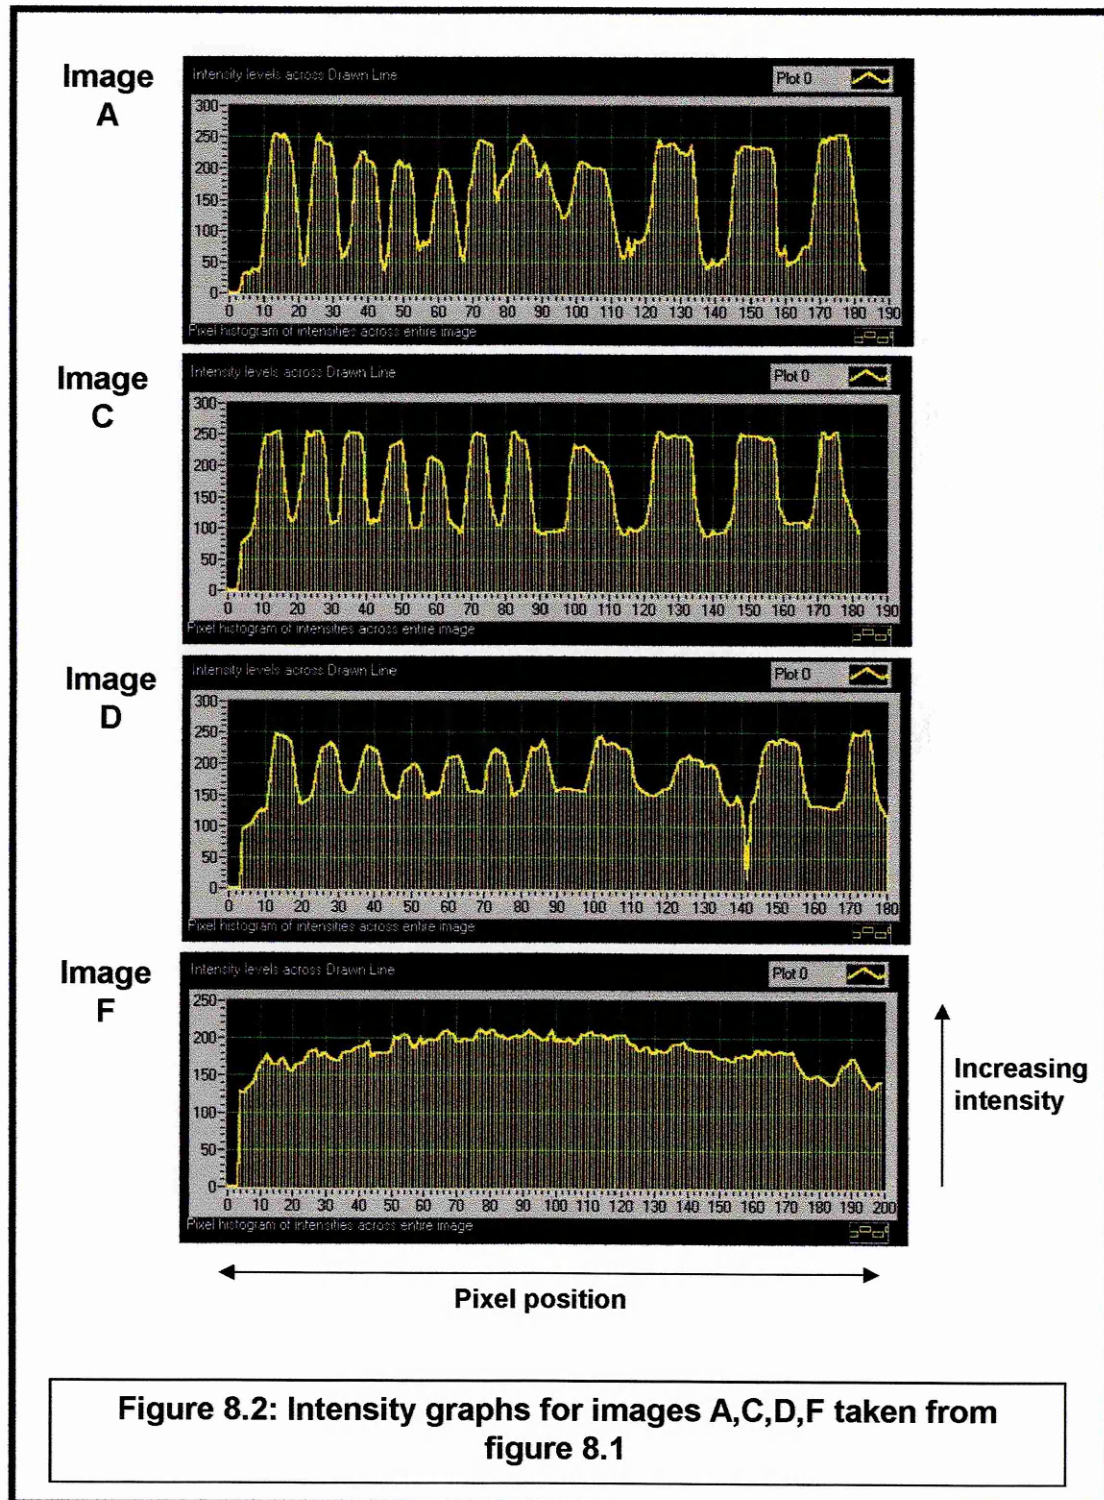 Image
A
Intensity levels across Drawn Line
Plot 0
300
250
200
150
100
50
0
0 10 20 30 40 50 60 70 80 90 100 110 120 130 140 150 160 170 180 190
Pixel histogram of intensities across entire image
Image
C
Intensity levels across Drawn Line
Plot 0
300
250
200
150
100
50
0
0 10 20 30 40 50 60 70 80 90 100 110 120 130 140 150 160 170 180 190
Pixel histogram of intensities across entire image
Image
D
Intensity levels across Drawn Line
Plot 0
300
250
200
150
100
50
0
0 10 20 30 40 50 60 70 80 90 100 110 120 130 140 150 160 170 180
Pixel histogram of intensities across entire image
Image
F
Intensity levels across Drawn Line
Plot 0
250
200
150
100
50
0
0 10 20 30 40 50 60 70 80 90 100 110 120 130 140 150 160 170 180 190 200
Pixel histogram of intensities across entire image
Increasing
intensity
Pixel position
Figure 8.2: Intensity graphs for images A,C,D,F taken from
figure 8.1